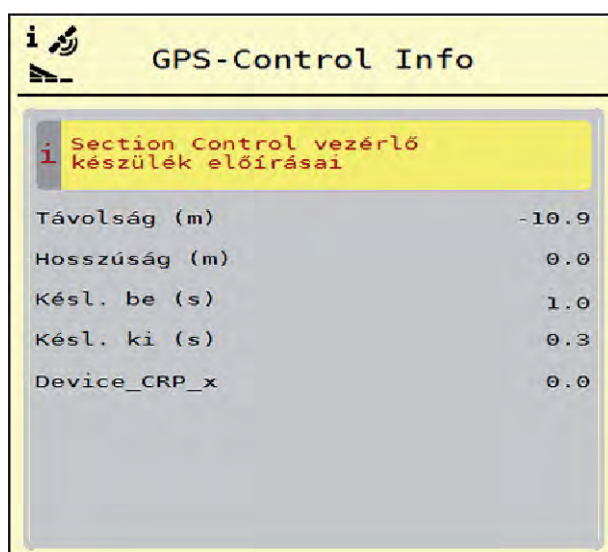 i
GPS-Control Info
i Section Control vezérlő
készülék előírásai
Távolság (m) -10.9
Hosszúság (m) 0.0
Késl. be (s) 1.0
Késl. ki (s) 0.3
Device_CRP_x 0.0